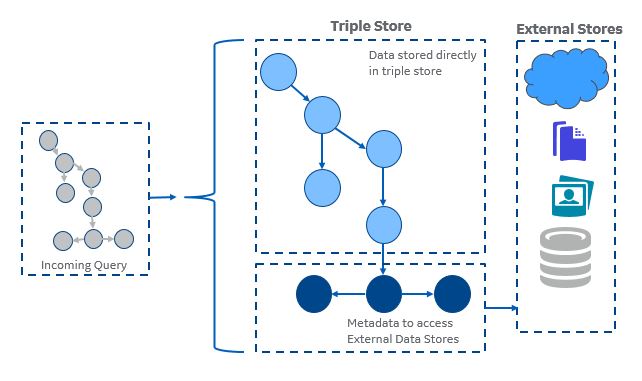 Triple Store
External Stores
Data stored directly
in triple store
Incoming Query
Metadata to access
External Data Stores